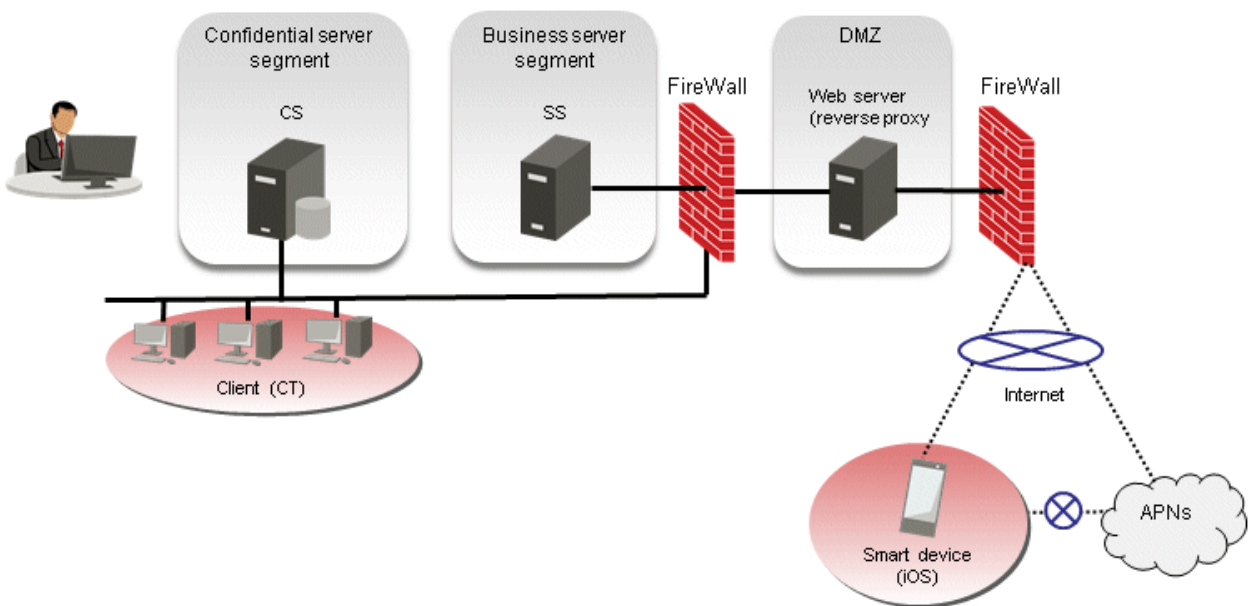 Confidential server
segment
CS
Business server
segment
SS
FireWall
DMZ
Web server
(reverse proxy
FireWall
Client (CT)
Internet
Smart device
(iOS)
APNs